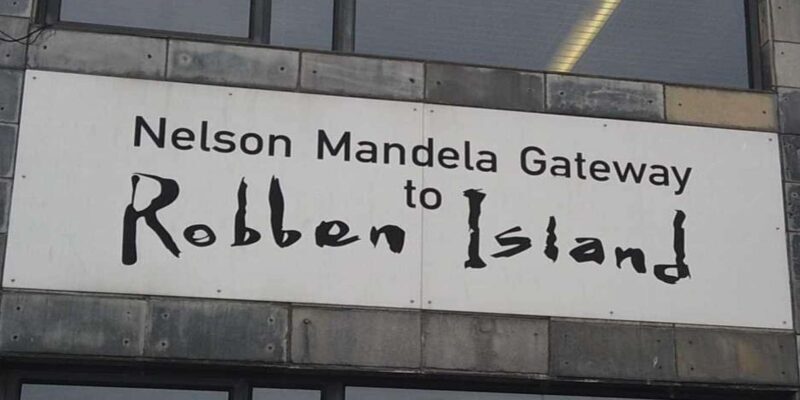 Nelson Mandela Gateway
to
Robben Island